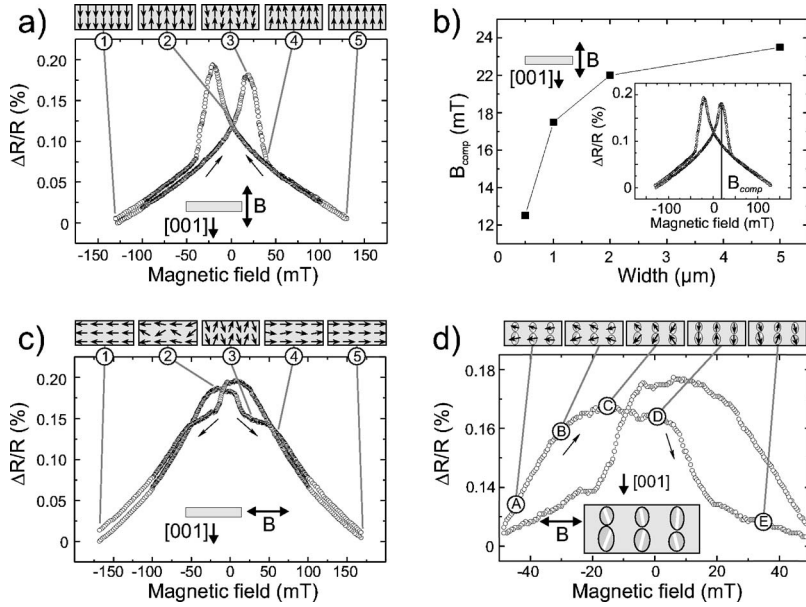 a)
1
2
3
4
5
0.20
0.15
0.10
0.05
0
ΔR/R (%)
[001]
B
-150
-100
-50
0
50
100
150
Magnetic field (mT)
b)
24
22
20
18
16
14
12
B_comp (mT)
B
[001]
0.2
0.1
0
ΔR/R (%)
B_comp
-100
0
100
Magnetic field (mT)
0
1
2
3
4
5
Width (µm)
c)
1
2
3
4
5
0.20
0.15
0.10
0.05
0
ΔR/R (%)
[001]
B
-150
-100
-50
0
50
100
150
Magnetic field (mT)
d)
0.18
0.16
0.14
0
ΔR/R (%)
A
B
C
D
E
[001]
B
-40
-20
0
20
40
Magnetic field (mT)